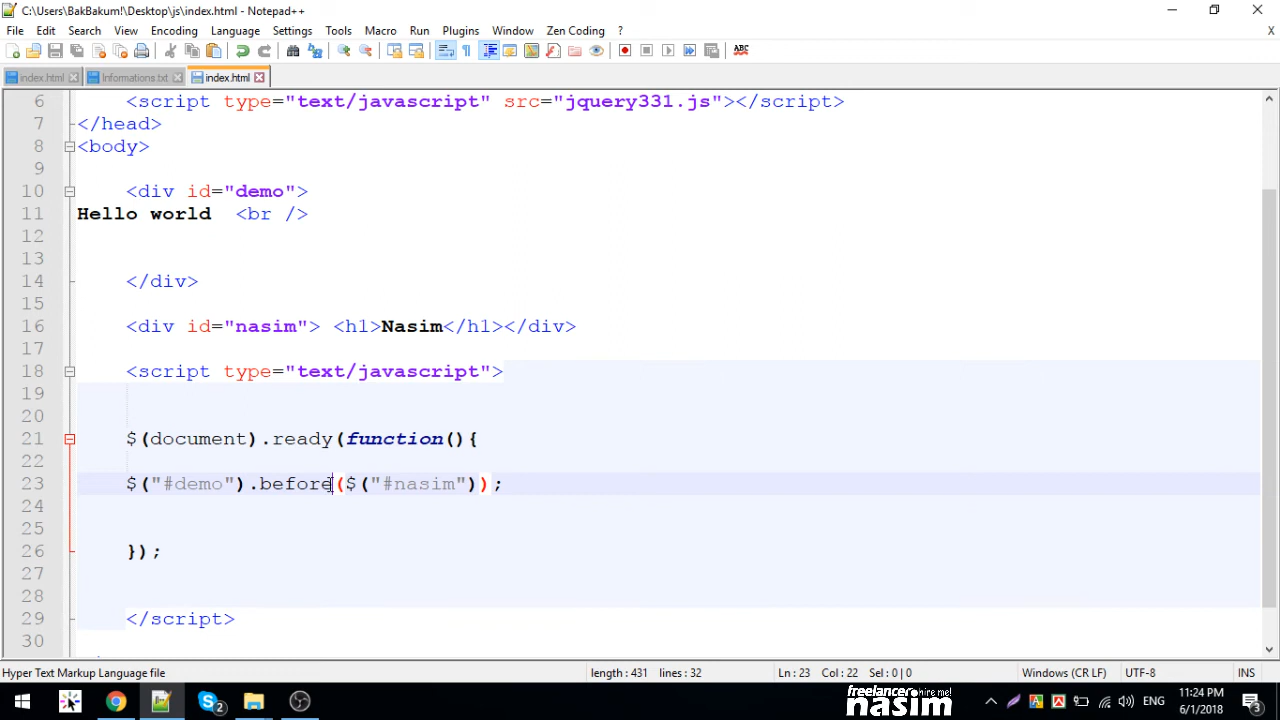 C:\Users\BakBakum!\Desktop\js\index.html - Notepad++
File Edit Search View Encoding Language Settings Tools Macro Run Plugins Window Zen Coding ? X
ABC
index.html Informations.txt index.html
6 <script type="text/javascript" src="jquery331.js"></script>
7 </head>
8 <body>
9
10 <div id="demo">
11 Hello world <br />
12
13
14 </div>
15
16 <div id="nasim"> <h1>Nasim</h1></div>
17
18 <script type="text/javascript">
19
20
21 $(document).ready(function(){
22
23 $("#demo").before($("#nasim"));
24
25
26 });
27
28
29 </script>
30
Hyper Text Markup Language file length : 431 lines : 32 Ln : 23 Col : 22 Sel : 0 | 0 Windows (CR LF) UTF-8 INS
2
freelancer hire me!
nasim
ENG
11:24 PM
6/1/2018
3